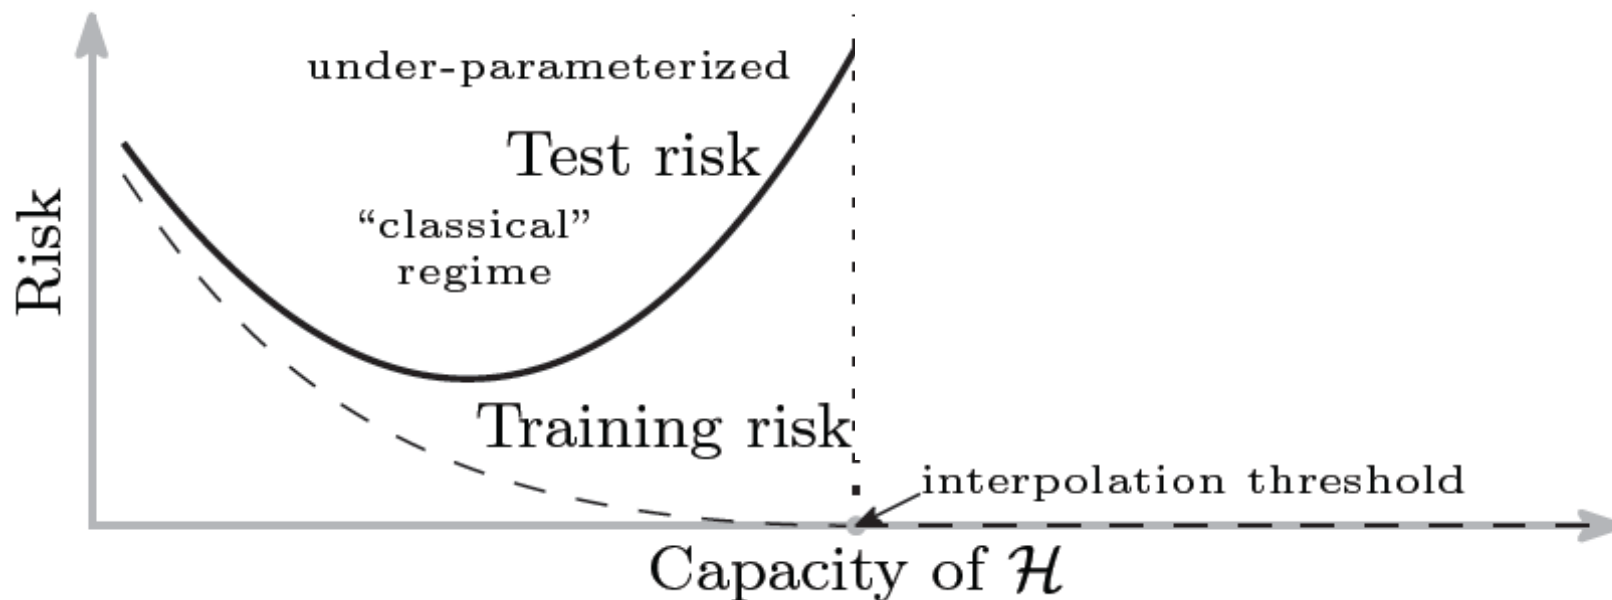 under-parameterized
Test risk
“classical”
regime
Risk
Training risk
interpolation threshold
Capacity of ℋ